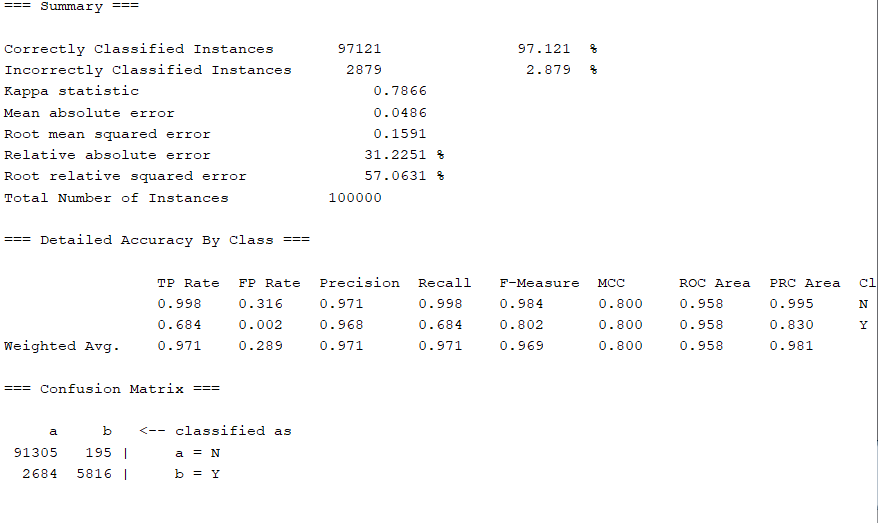 === Summary ===
Correctly Classified Instances 97121 97.121 %
Incorrectly Classified Instances 2879 2.879 %
Kappa statistic 0.7866
Mean absolute error 0.0486
Root mean squared error 0.1591
Relative absolute error 31.2251 %
Root relative squared error 57.0631 %
Total Number of Instances 100000
=== Detailed Accuracy By Class ===
TP Rate FP Rate Precision Recall F-Measure MCC ROC Area PRC Area Cl
0.998 0.316 0.971 0.998 0.984 0.800 0.958 0.995 N
0.684 0.002 0.968 0.684 0.802 0.800 0.958 0.830 Y
Weighted Avg. 0.971 0.289 0.971 0.971 0.969 0.800 0.958 0.981
=== Confusion Matrix ===
a b <-- classified as
91305 195 | a = N
2684 5816 | b = Y